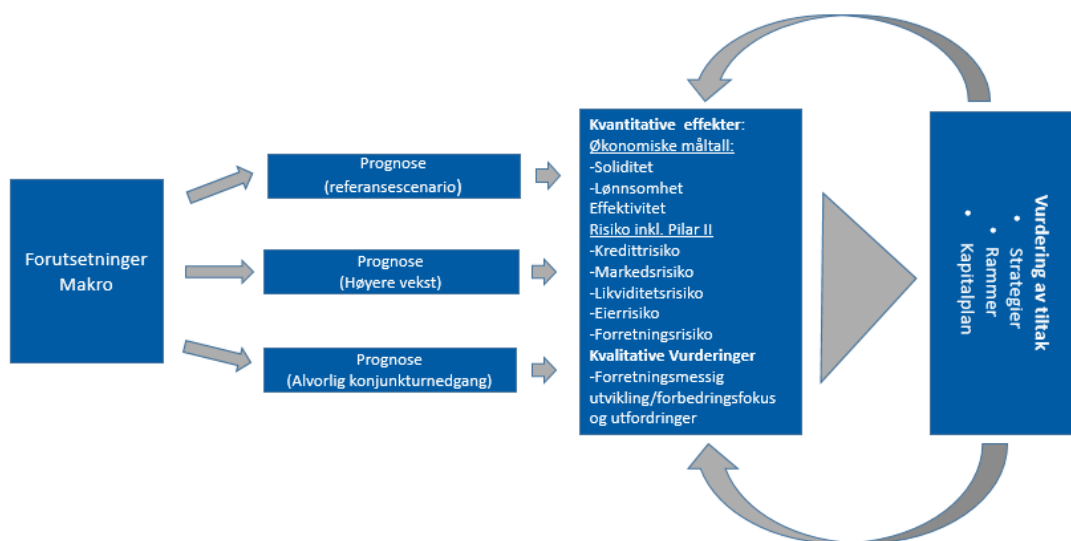 Forutsetninger
Makro
Prognose
(referansescenario)
Prognose
(Høyere vekst)
Prognose
(Alvorlig konjunkturnedgang)
Kvantitative effekter:
Økonomiske måltall:
-Soliditet
-Lønnsomhet
Effektivitet
Risiko inkl. Pilar II
-Kredittrisiko
-Markedsrisiko
-Likviditetsrisiko
-Eierrisiko
-Forretningsrisiko
Kvalitative Vurderinger
-Forretningsmessig
utvikling/forbedringsfokus
og utfordringer
Vurdering av tiltak
• Strategier
• Rammer
• Kapitalplan